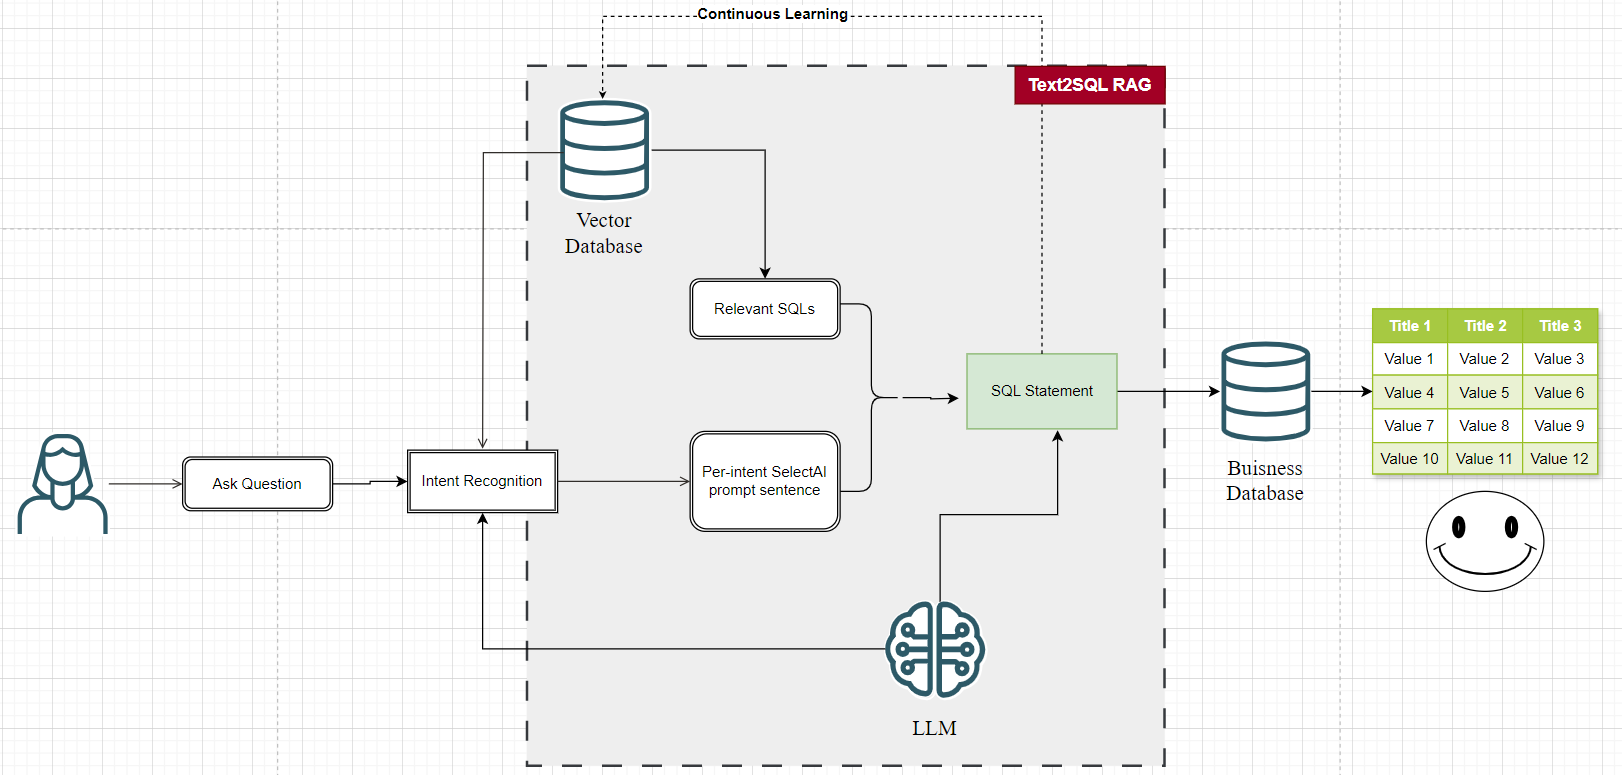 Continuous Learning
Text2SQL RAG
Vector
Database
Relevant SQLs
Title 1 Title 2 Title 3
Value 1 Value 2 Value 3
Value 4 Value 5 Value 6
Value 7 Value 8 Value 9
Value 10 Value 11 Value 12
SQL Statement
Ask Question
Intent Recognition
Per-intent SelectAI
prompt sentence
Buisness
Database
LLM